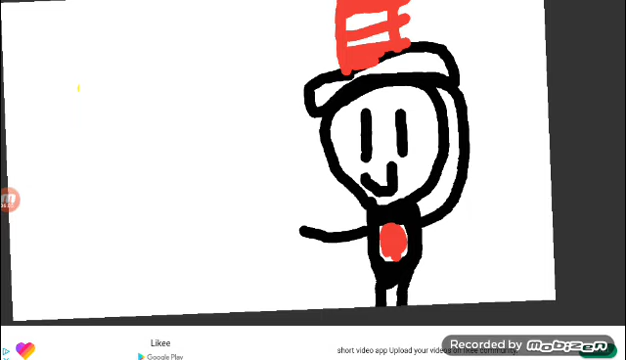 Likee
Google Play
short video app Upload your videos on likee community.
Recorded by
mobizen